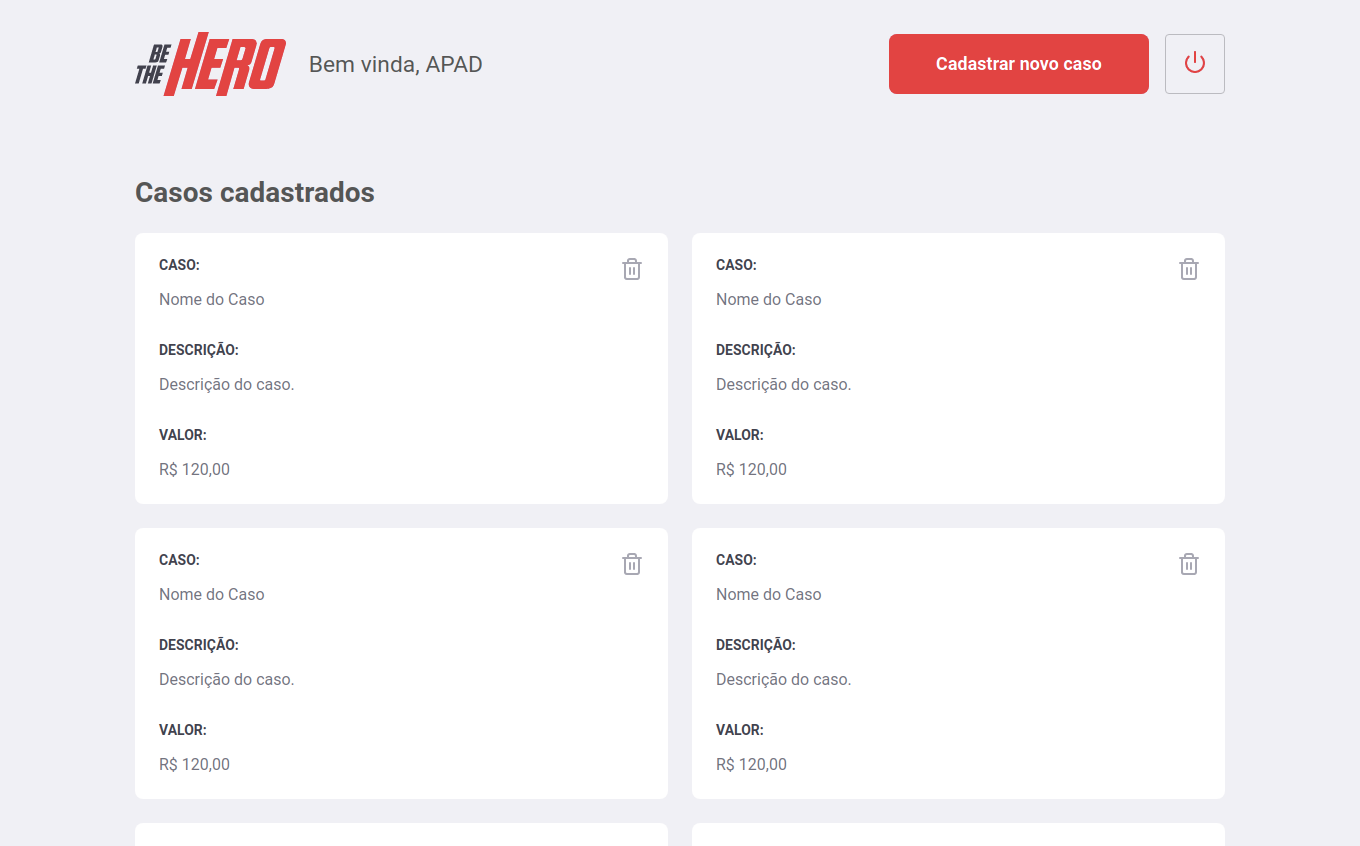 BE
THE
HERO
Bem vinda, APAD
Cadastrar novo caso
Casos cadastrados
CASO:
Nome do Caso
DESCRIÇÃO:
Descrição do caso.
VALOR:
R$ 120,00
CASO:
Nome do Caso
DESCRIÇÃO:
Descrição do caso.
VALOR:
R$ 120,00
CASO:
Nome do Caso
DESCRIÇÃO:
Descrição do caso.
VALOR:
R$ 120,00
CASO:
Nome do Caso
DESCRIÇÃO:
Descrição do caso.
VALOR:
R$ 120,00